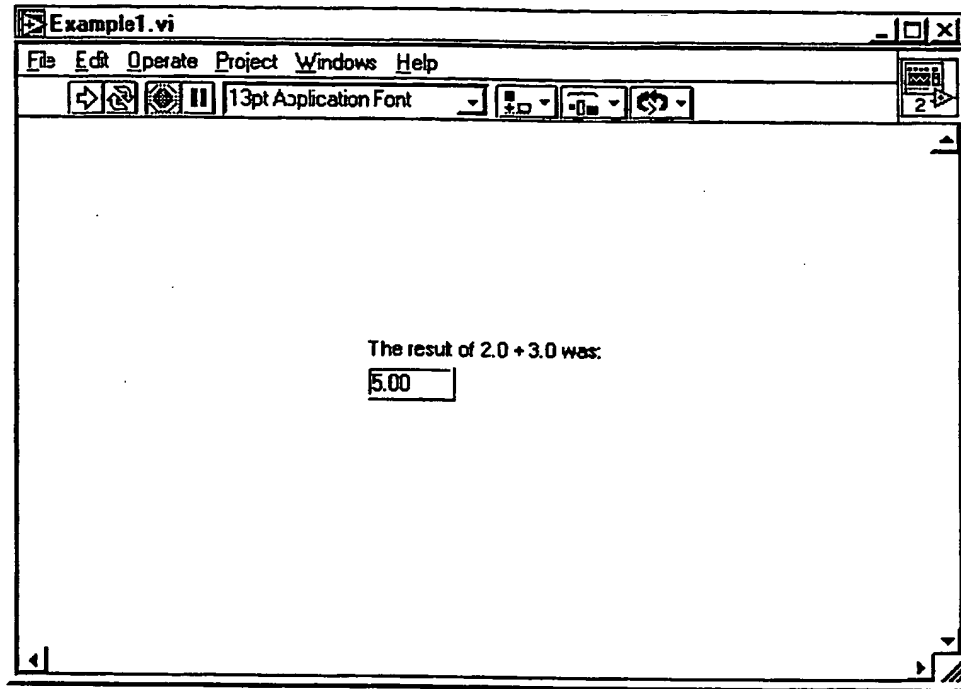 Example1.vi
File Edit Operate Project Windows Help
13pt Application Font
2
The result of 2.0 + 3.0 was:
5.00